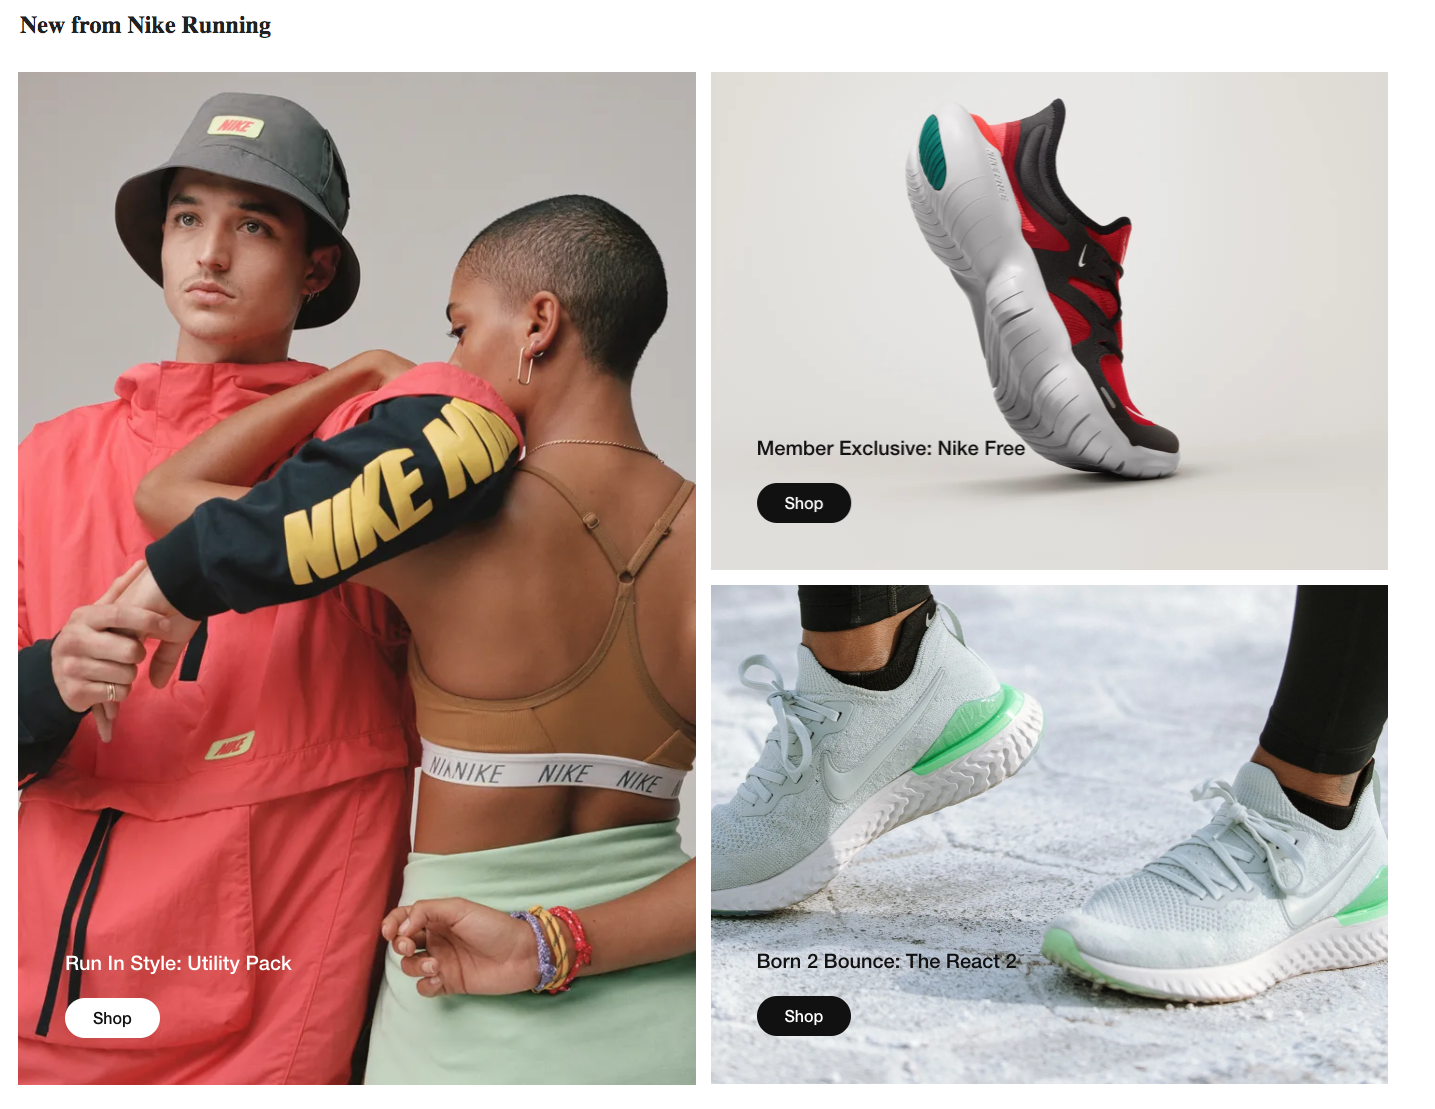 New from Nike Running
NIKE
NIKE NI
NIKE
NIKNIKE NIKE NIKE N
Run In Style: Utility Pack
Shop
Member Exclusive: Nike Free
Shop
Born 2 Bounce: The React 2
Shop